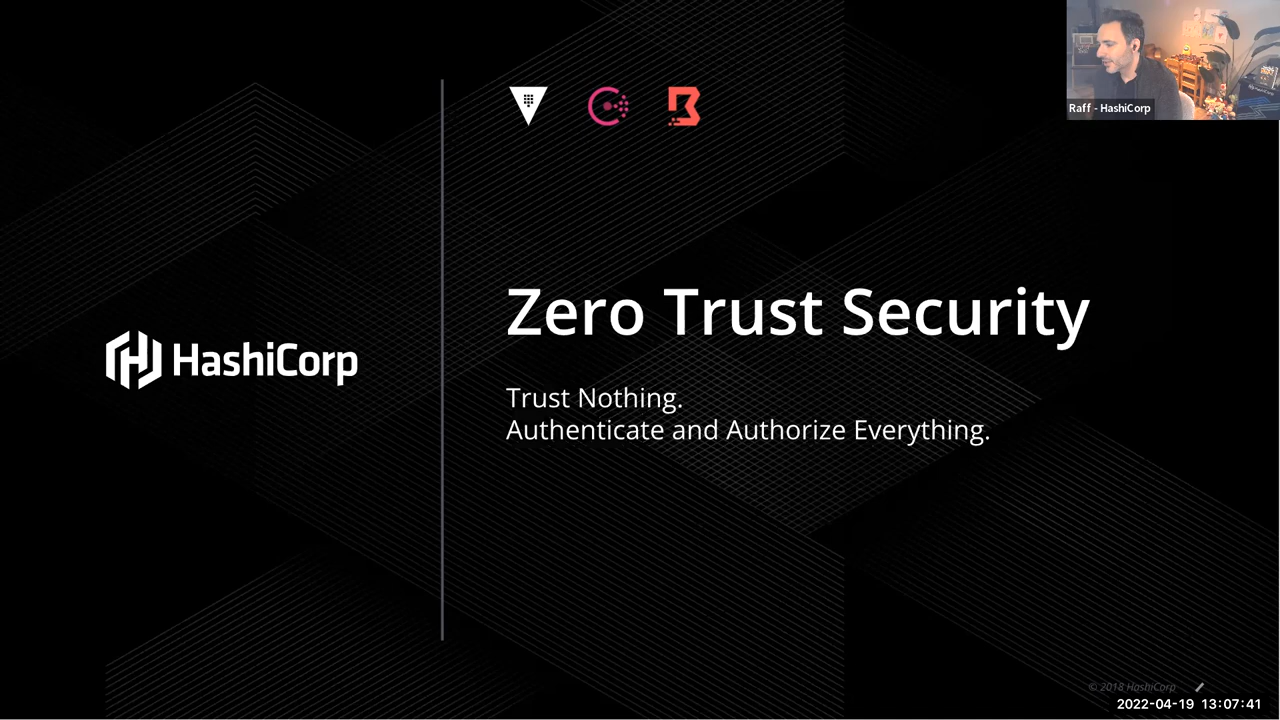 Raff - HashiCorp
Zero Trust Security
HashiCorp
Trust Nothing.
Authenticate and Authorize Everything.
© 2018 HashiCorp
2022-04-19 13:07:41